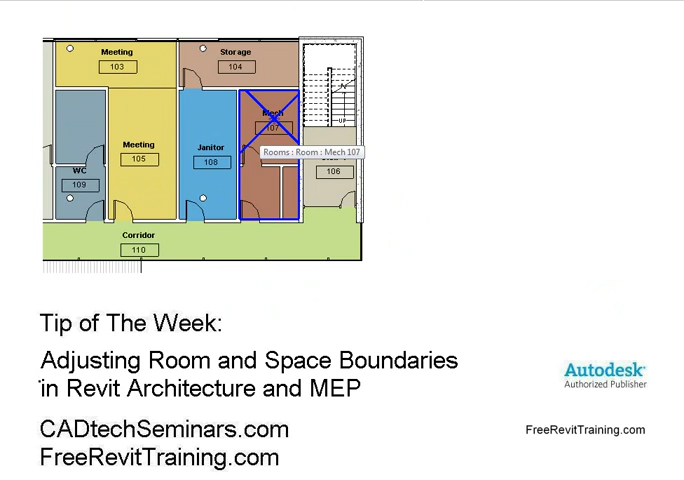 Meeting
103
Storage
104
Mech
107
Rooms : Room : Mech 107
Meeting
105
Janitor
108
UP
106
WC
109
Corridor
110
Tip of The Week:
Adjusting Room and Space Boundaries
in Revit Architecture and MEP
CADtechSeminars.com
FreeRevitTraining.com
Autodesk
Authorized Publisher
FreeRevitTraining.com